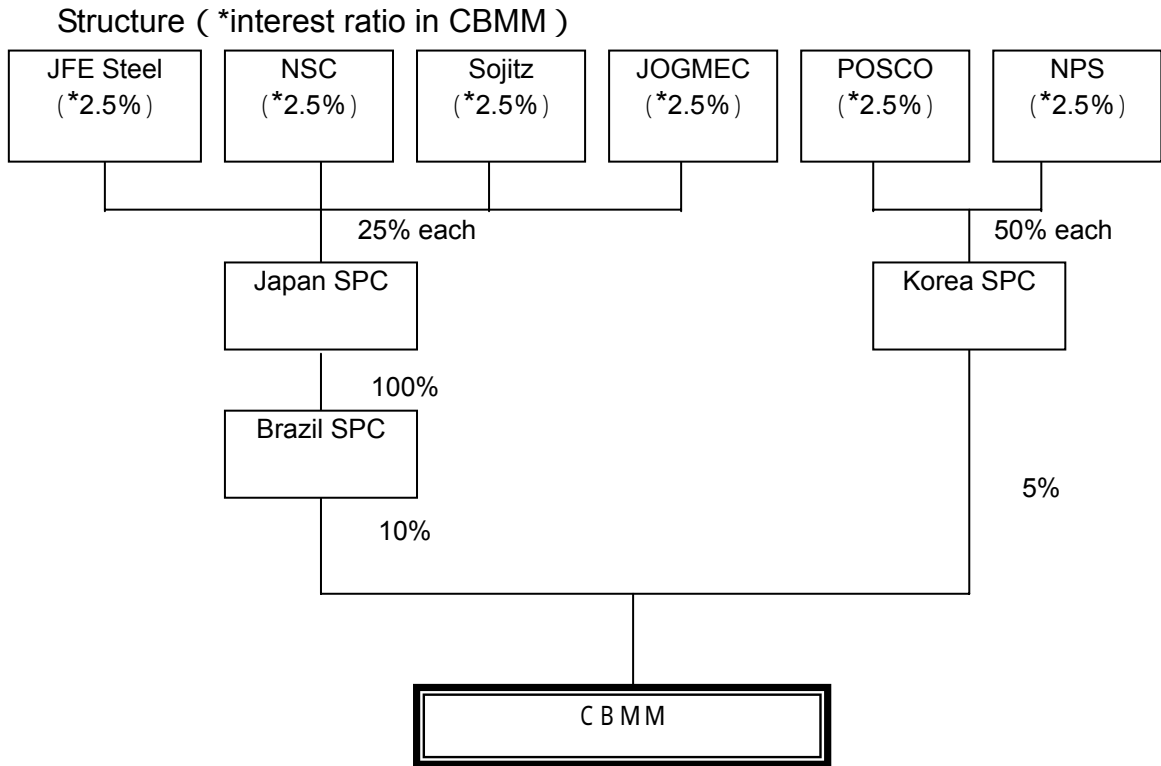 Structure（*interest ratio in CBMM）
JFE Steel
（*2.5%）
NSC
（*2.5%）
Sojitz
（*2.5%）
JOGMEC
（*2.5%）
POSCO
（*2.5%）
NPS
（*2.5%）
25% each
50% each
Japan SPC
Korea SPC
100%
Brazil SPC
5%
10%
CBMM